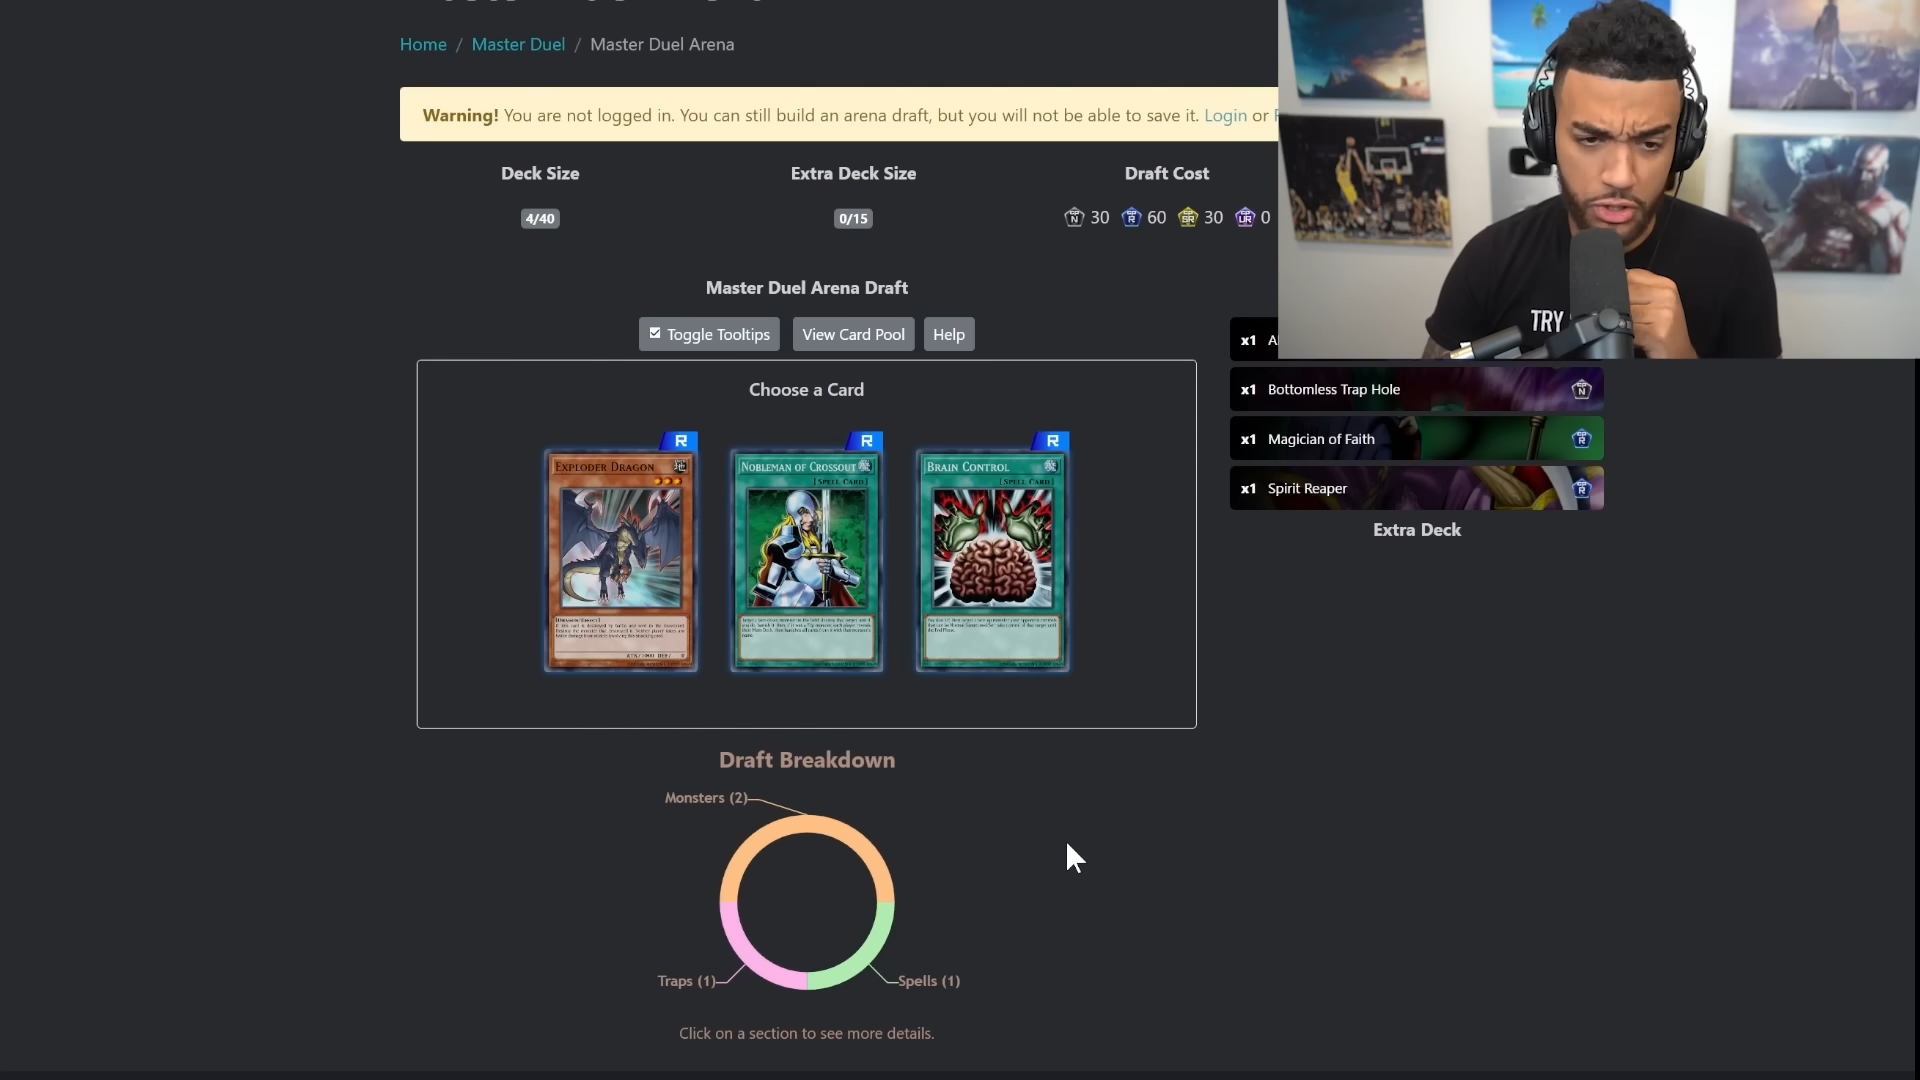 Home / Master Duel / Master Duel Arena
Warning! You are not logged in. You can still build an arena draft, but you will not be able to save it. Login or
Deck Size
Extra Deck Size
Draft Cost
4/40
0/15
N 30 R 60 SR 30 UR 0
Master Duel Arena Draft
Toggle Tooltips
View Card Pool
Help
TRY
x1
Choose a Card
x1 Bottomless Trap Hole N
x1 Magician of Faith R
x1 Spirit Reaper R
Extra Deck
R
R
R
Exploder Dragon
Nobleman of Crossout
Brain Control
[Spell Card]
[Spell Card]
Draft Breakdown
Monsters (2)
Traps (1)
Spells (1)
Click on a section to see more details.